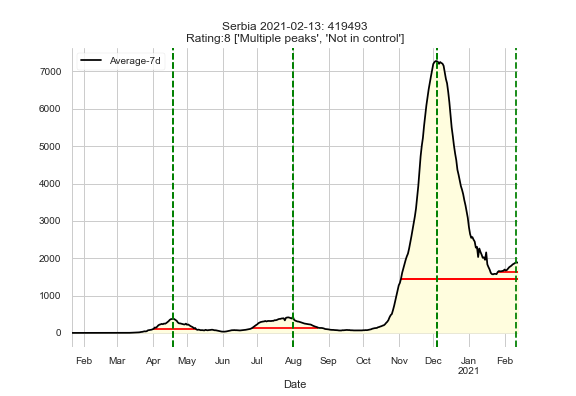 Serbia 2021-02-13: 419493
Rating:8 ['Multiple peaks', 'Not in control']
Average-7d
7000
6000
5000
4000
3000
2000
1000
0
Feb Mar Apr May Jun Jul Aug Sep Oct Nov Dec Jan Feb
2021
Date